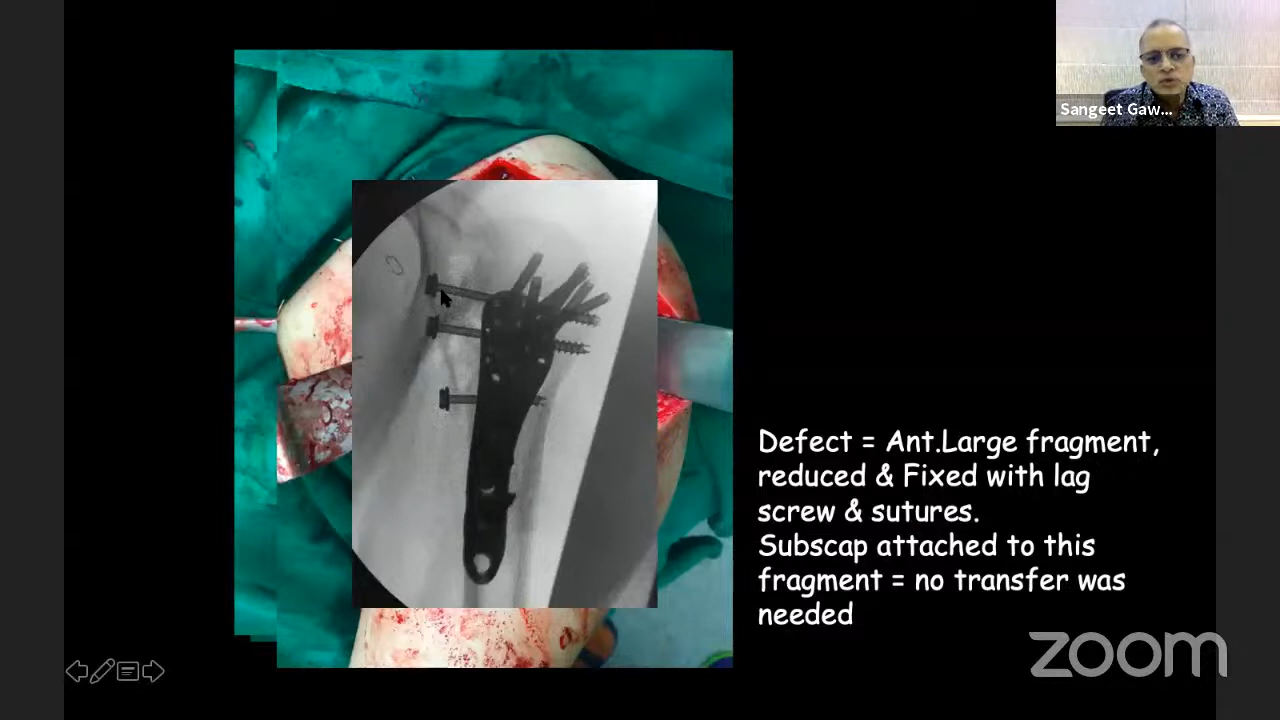 Sangeet Gaw...
Defect = Ant.Large fragment,
reduced & Fixed with lag
screw & sutures.
Subscap attached to this
fragment = no transfer was
needed
zoom